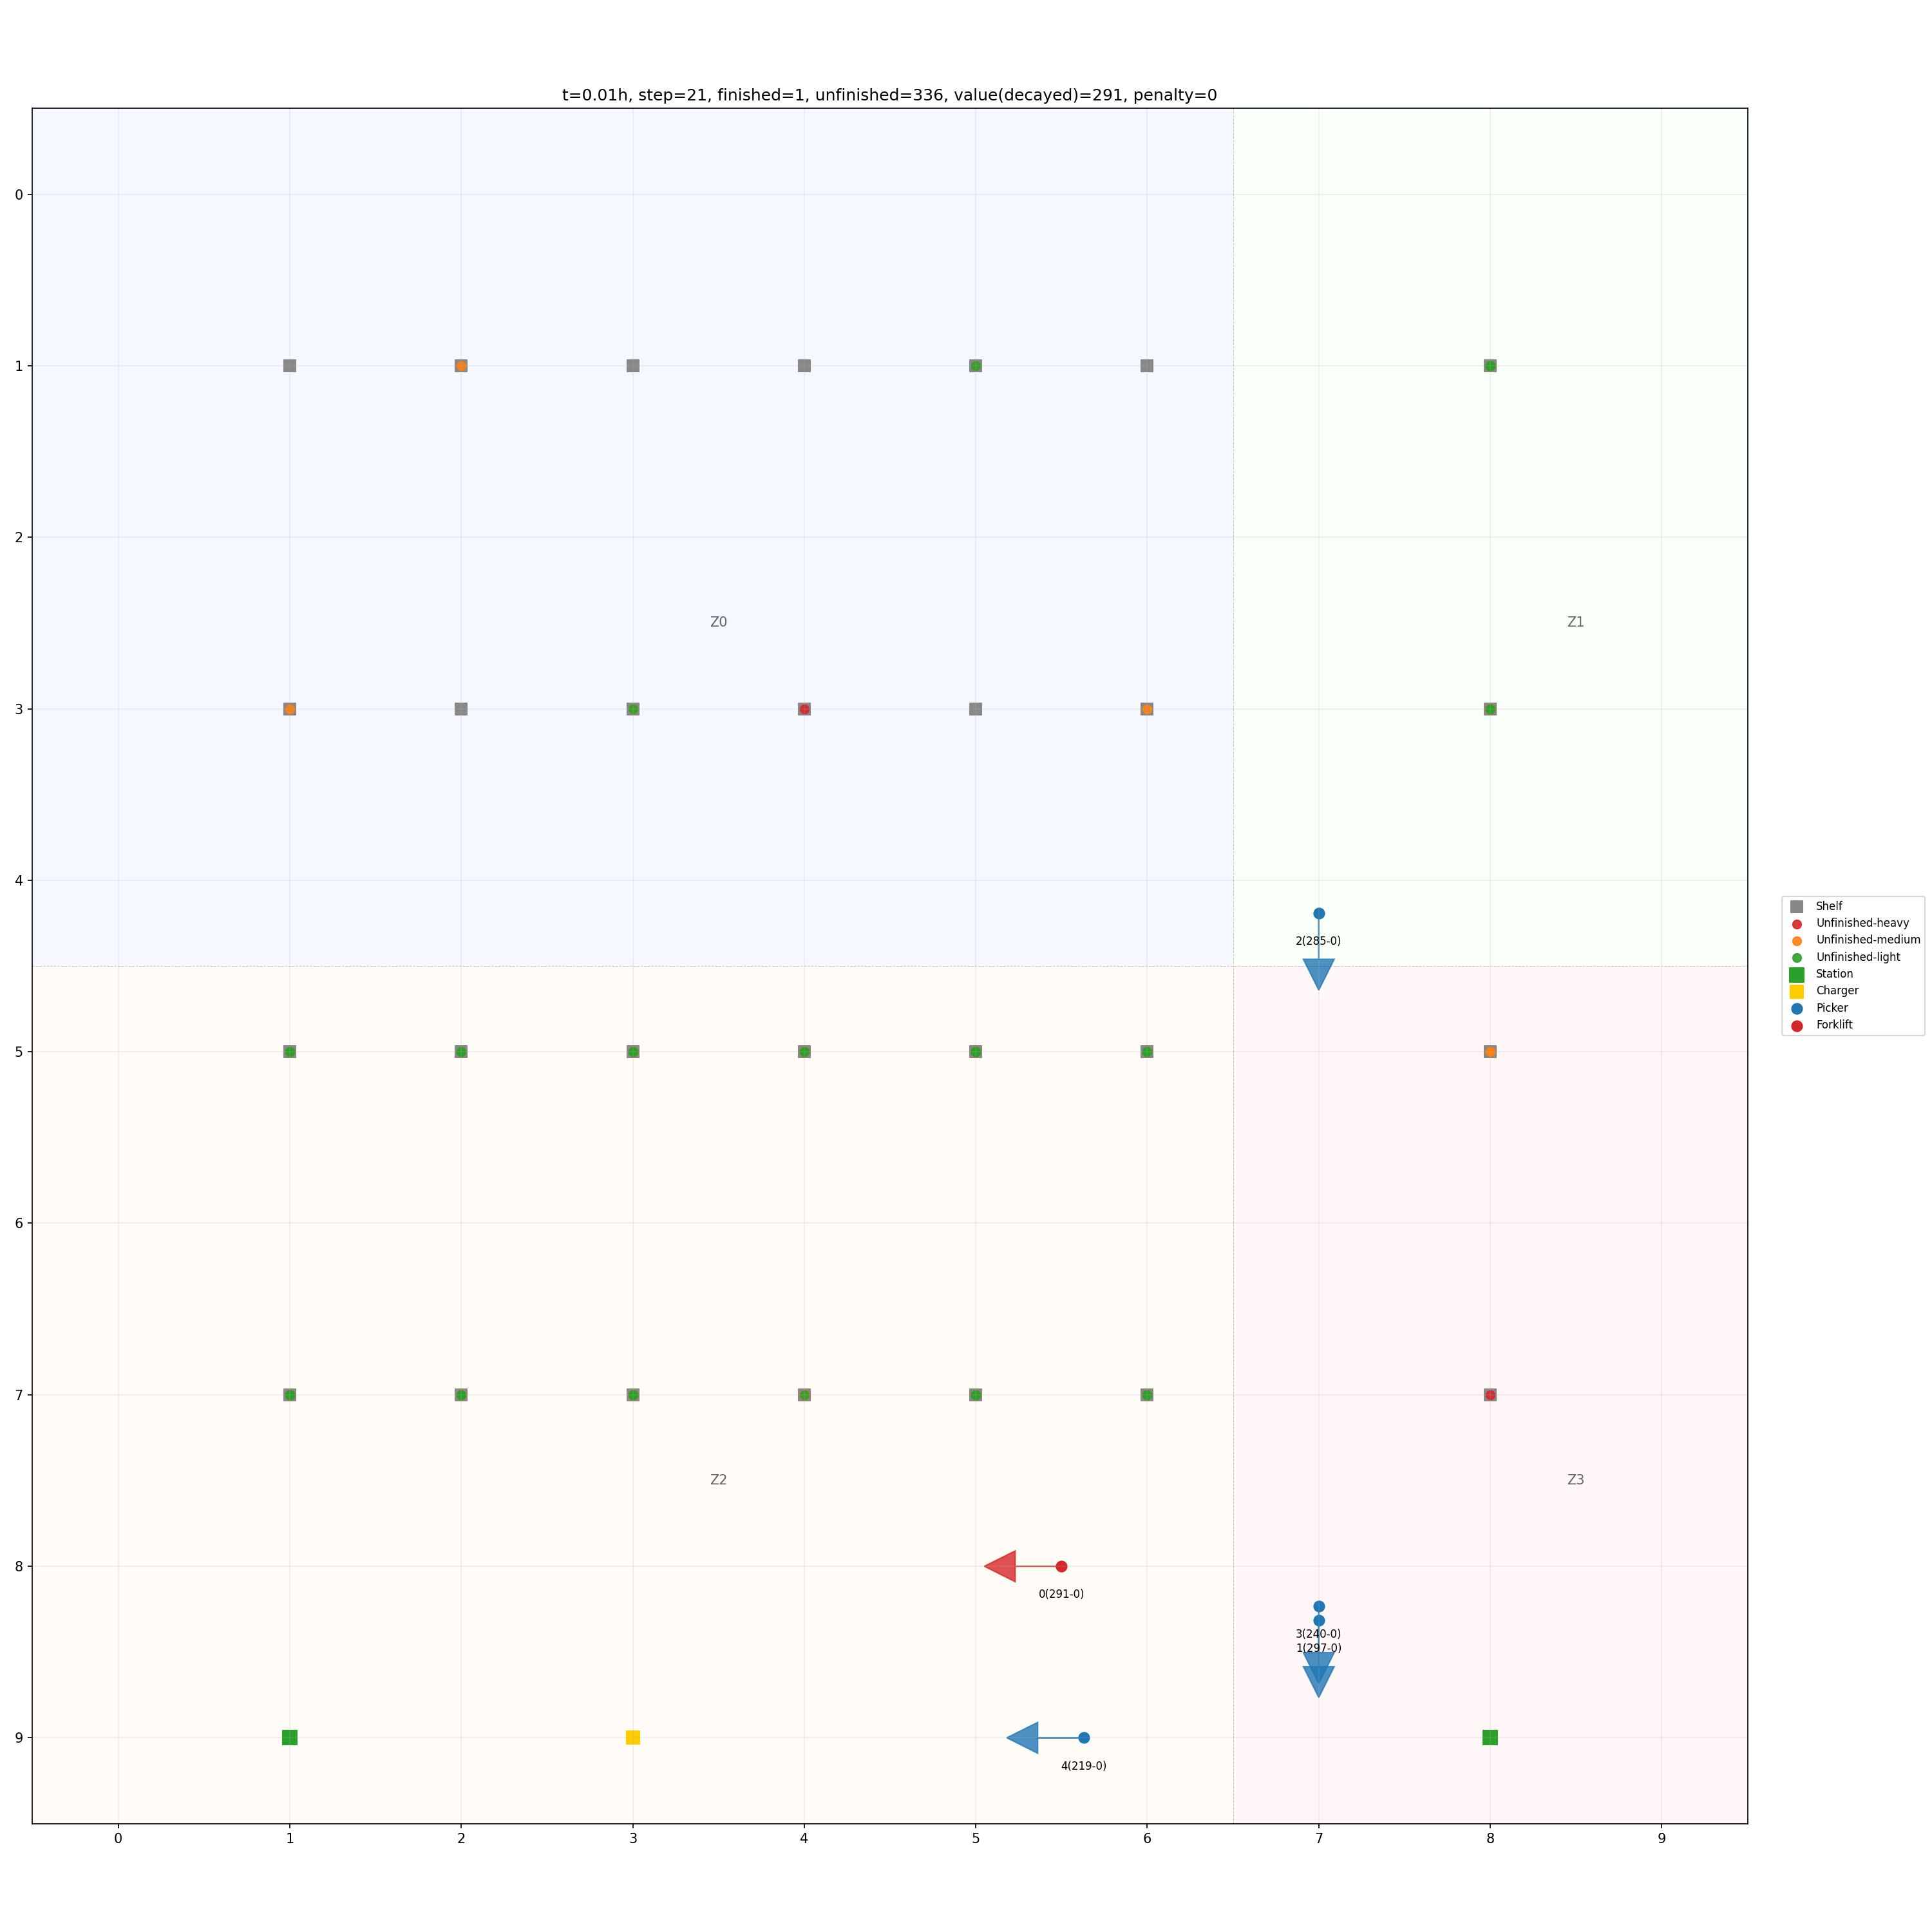 t=0.01h, step=21, finished=1, unfinished=336, value(decayed)=291, penalty=0
0
1
2
Z0
Z1
3
4
2(285-0)
Shelf
Unfinished-heavy
Unfinished-medium
Unfinished-light
Station
Charger
Picker
Forklift
5
6
7
Z2
Z3
8
0(291-0)
3(240-0)
1(297-0)
9
4(219-0)
0 1 2 3 4 5 6 7 8 9